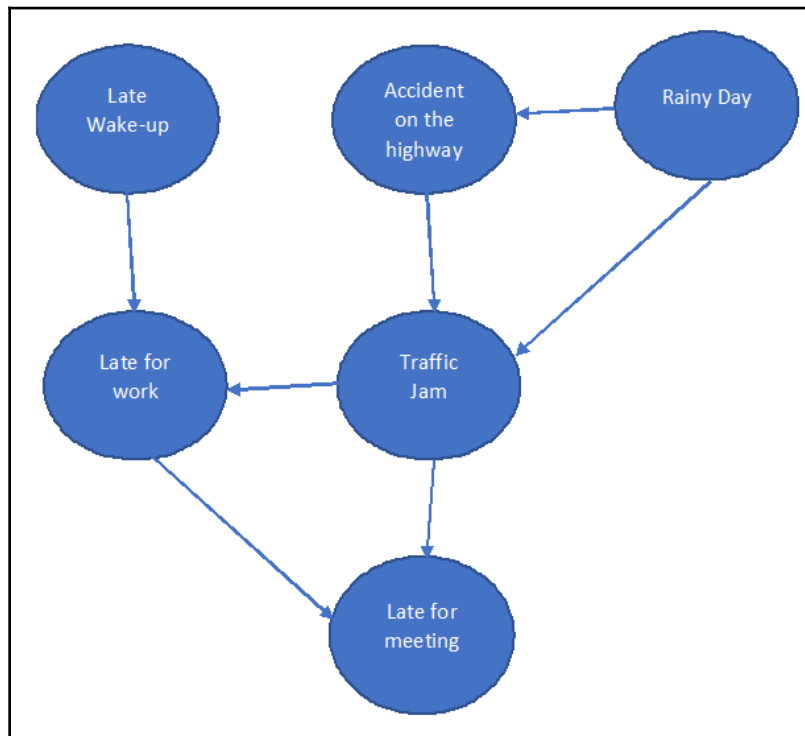 Late
Wake-up
Accident
on the
highway
Rainy Day
Late for
work
Traffic
Jam
Late for
meeting